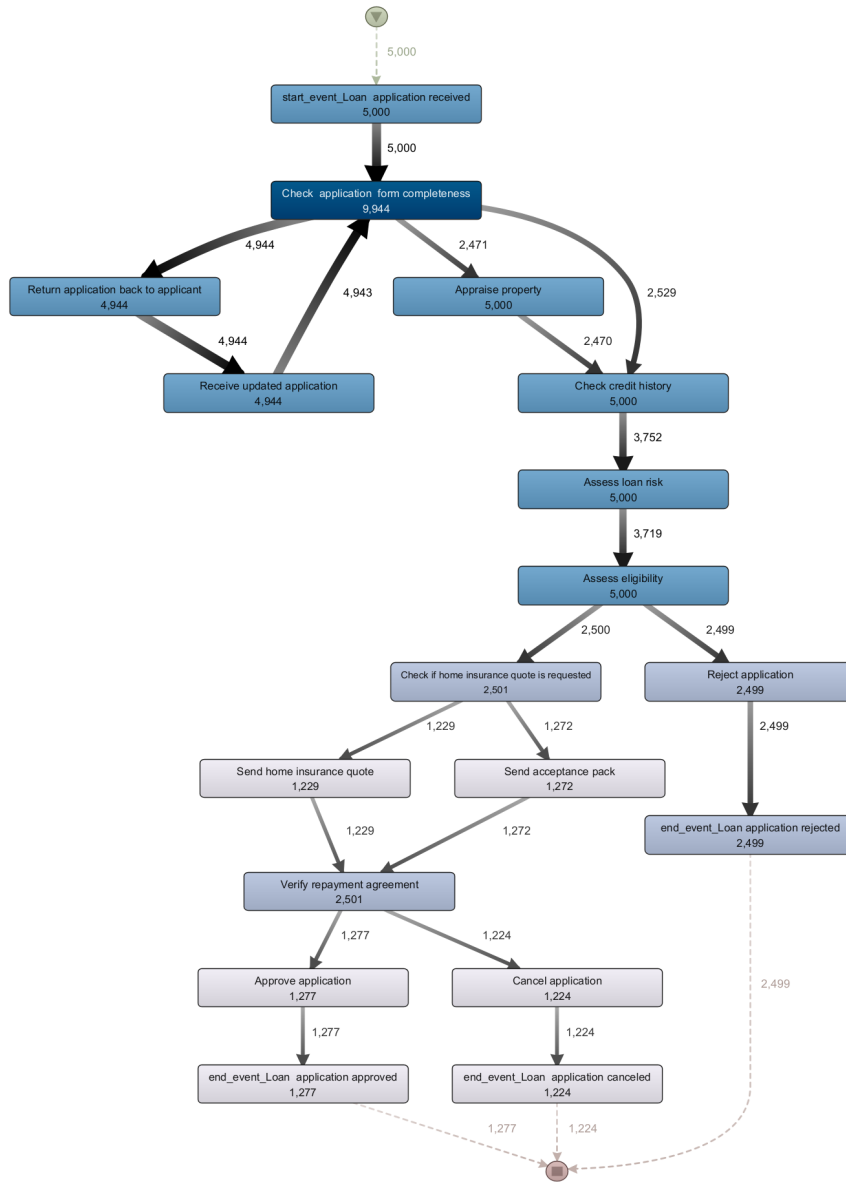 5,000
start_event_Loan  application received
5,000
5,000
Check  application  form completeness
9,944
4,944
2,471
2,529
Return application back to applicant
4,944
4,943
Appraise property
5,000
4,944
2,470
Receive updated application
4,944
Check credit history
5,000
3,752
Assess loan risk
5,000
3,719
Assess eligibility
5,000
2,500
2,499
Check if home insurance quote is requested
2,501
Reject application
2,499
1,229
1,272
2,499
Send home insurance quote
1,229
Send acceptance pack
1,272
1,229
1,272
end_event_Loan application rejected
2,499
Verify repayment agreement
2,501
1,277
1,224
Approve application
1,277
Cancel application
1,224
2,499
1,277
1,224
end_event_Loan  application approved
1,277
end_event_Loan  application canceled
1,224
1,277
1,224